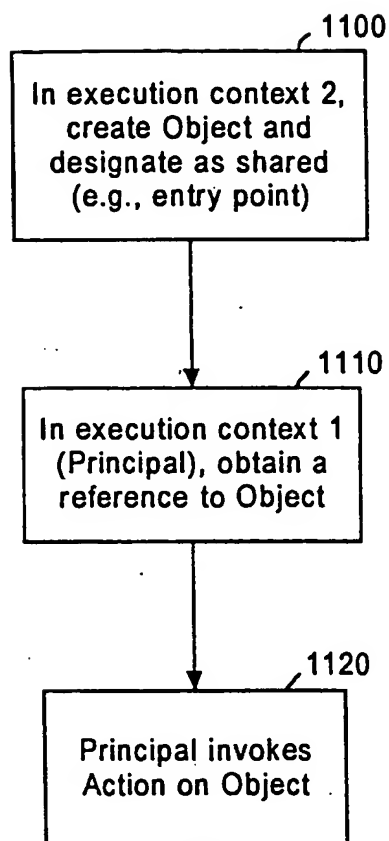 1100
In execution context 2,
create Object and
designate as shared
(e.g., entry point)
1110
In execution context 1
(Principal), obtain a
reference to Object
1120
Principal invokes
Action on Object